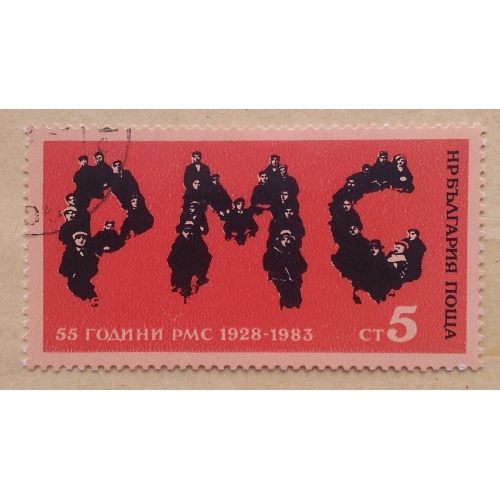 РМС
НР БЪЛГАРИЯ ПОЩА
55 ГОДИНИ РМС 1928-1983
СТ 5